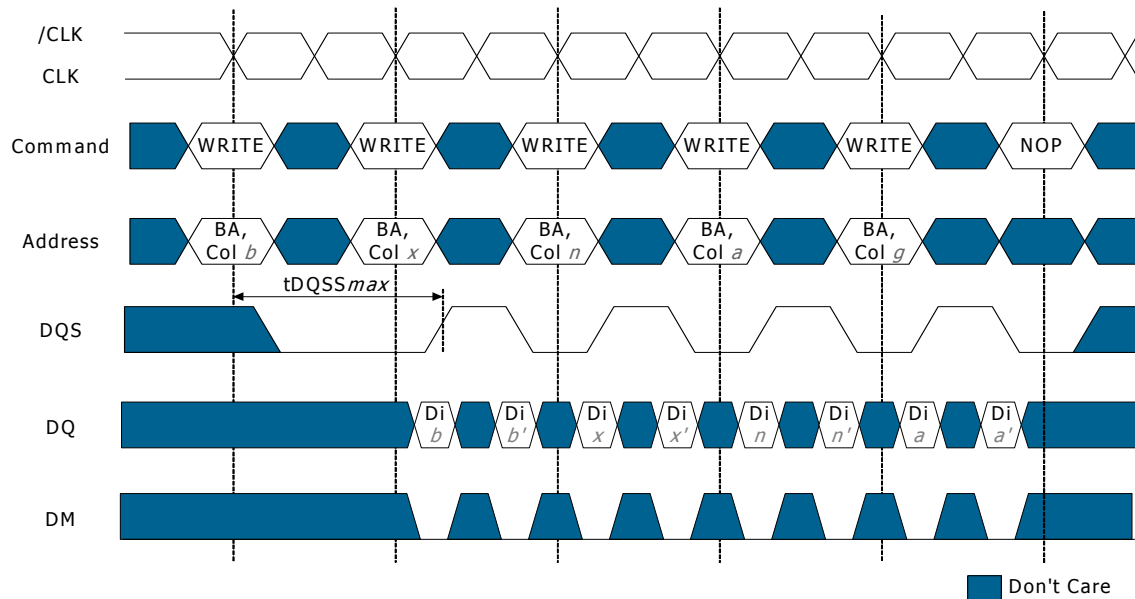 /CLK
CLK
Command
WRITE WRITE WRITE WRITE WRITE NOP
Address
BA, BA, BA, BA, BA,
Col b Col x Col n Col a Col g
tDQSSmax
DQS
DQ
Di Di Di Di Di Di Di Di
b b' x x' n n' a a'
DM
Don't Care